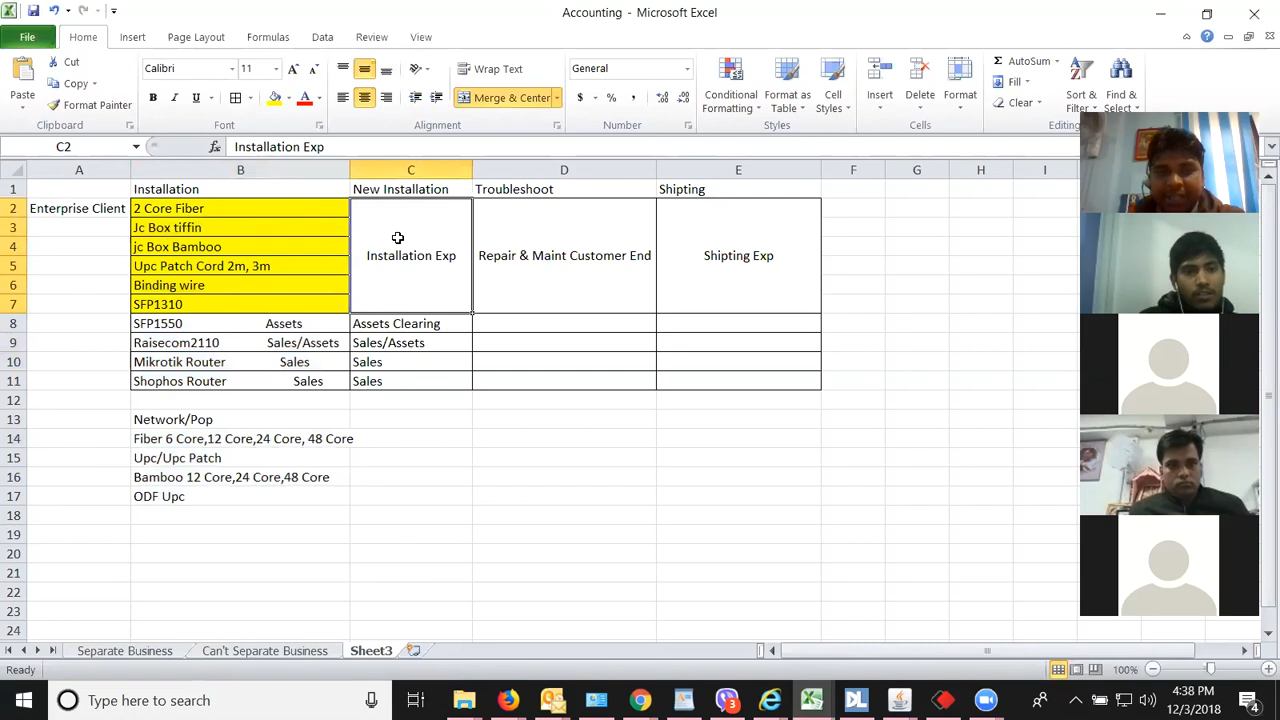 Accounting - Microsoft Excel
File Home Insert Page Layout Formulas Data Review View
Paste
Cut
Copy
Format Painter
Clipboard
Calibri 11
B I U
Font
Wrap Text
Merge & Center
Alignment
General
$ % ,
Number
Conditional Formatting
Format as Table
Cell Styles
Styles
Insert
Delete
Format
Cells
AutoSum
Fill
Clear
Sort & Filter
Find & Select
Editing
C2 fx Installation Exp
A B C D E F G H I
1 Installation New Installation Troubleshoot Shipting
2 Enterprise Client 2 Core Fiber
3 Jc Box tiffin
4 jc Box Bamboo
Installation Exp Repair & Maint Customer End Shipting Exp
5 Upc Patch Cord 2m, 3m
6 Binding wire
7 SFP1310
8 SFP1550 Assets Assets Clearing
9 Raisecom2110 Sales/Assets Sales/Assets
10 Mikrotik Router Sales Sales
11 Shophos Router Sales Sales
12
13 Network/Pop
14 Fiber 6 Core,12 Core,24 Core, 48 Core
15 Upc/Upc Patch
16 Bamboo 12 Core,24 Core,48 Core
17 ODF Upc
18
19
20
21
22
23
24
Separate Business Can't Separate Business Sheet3
Ready 100%
Type here to search
3
4:38 PM
12/3/2018
4